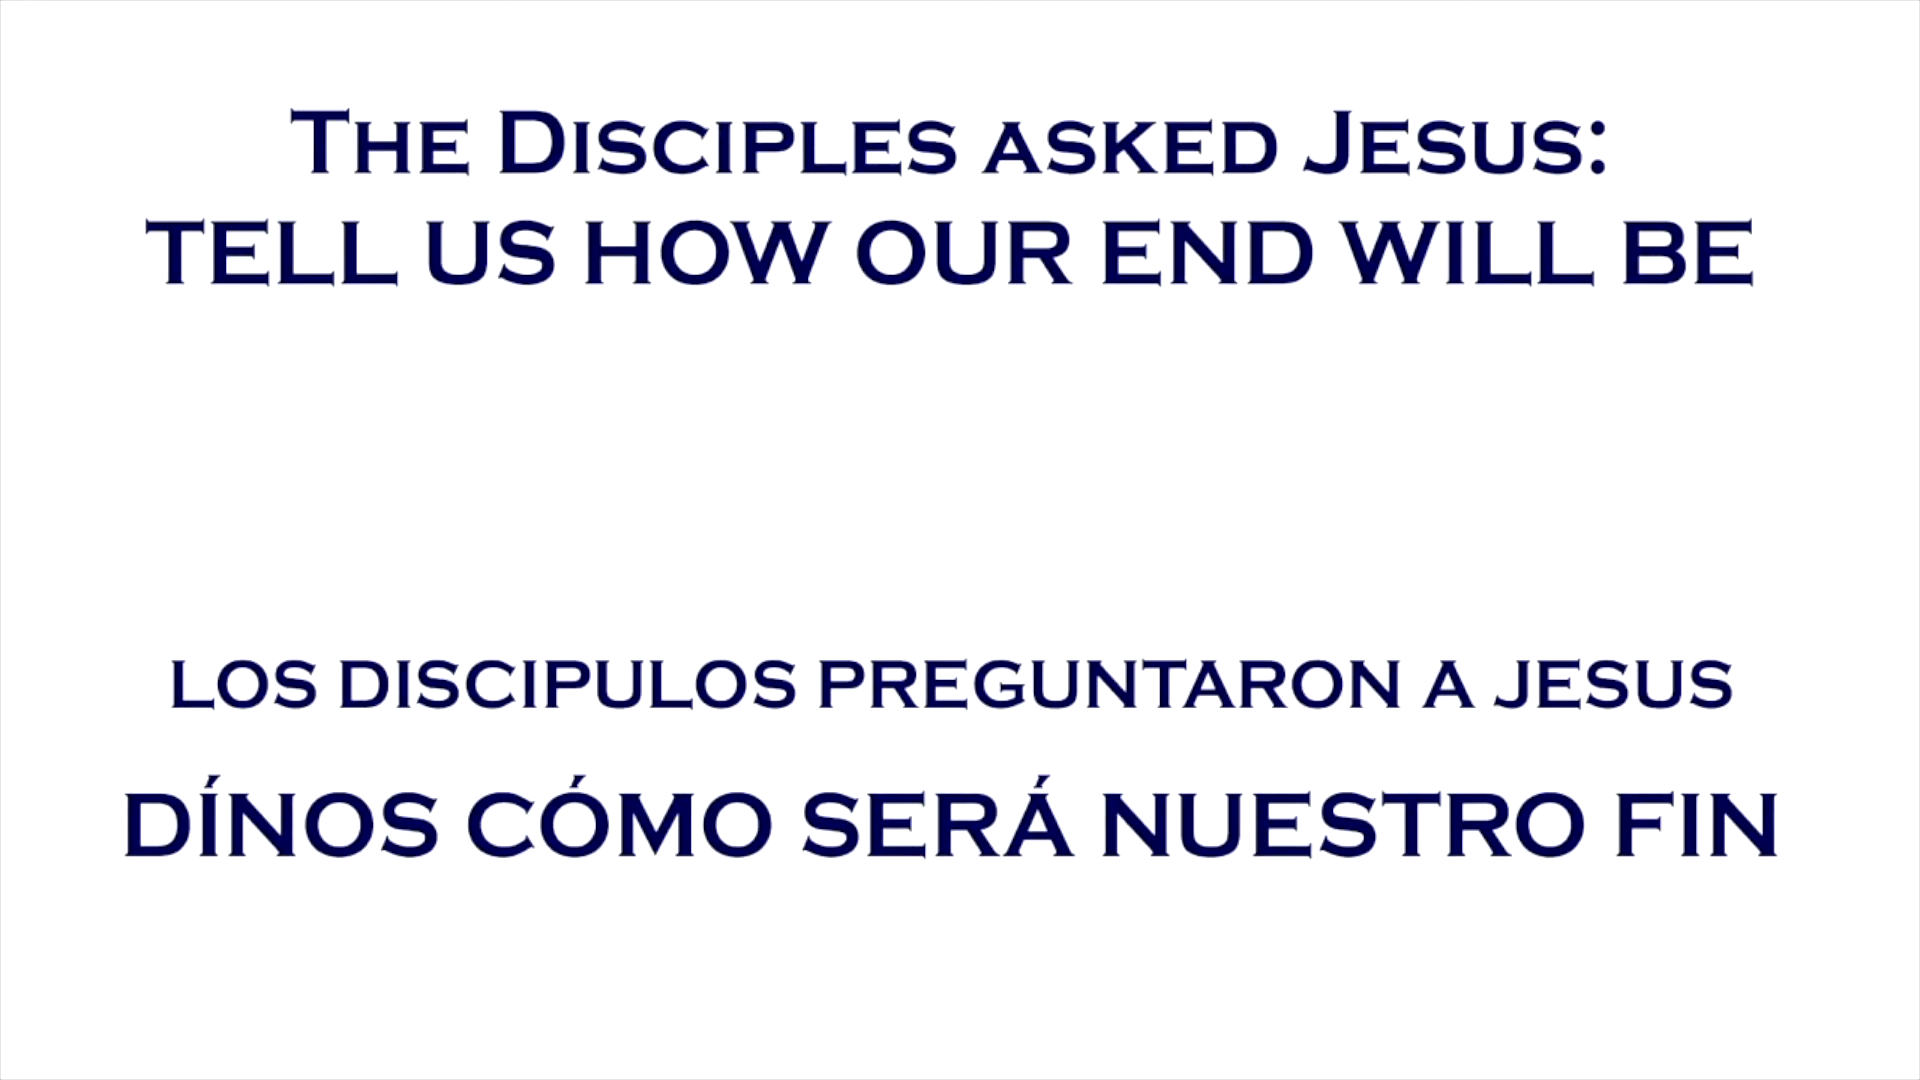 The Disciples asked Jesus:
TELL US HOW OUR END WILL BE
LOS DISCIPULOS PREGUNTARON A JESUS
DÍNOS CÓMO SERÁ NUESTRO FIN